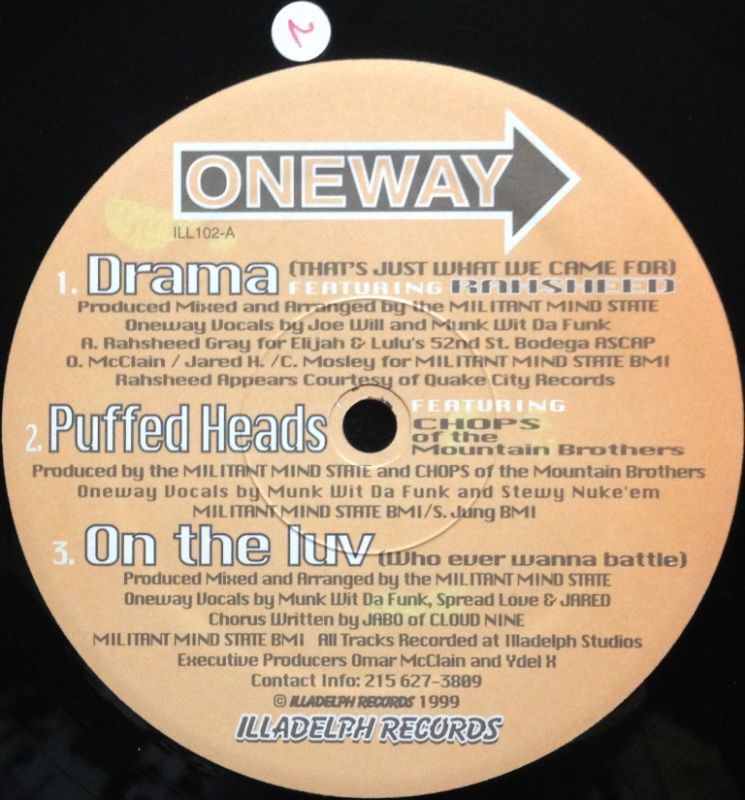 2
ONEWAY
ILL102-A
1. Drama (THAT'S JUST WHAT WE CAME FOR)
FEATURING RAHSHEED
Produced Mixed and Arranged by the MILITANT MIND STATE
Oneway Vocals by Joe Will and Munk Wit Da Funk
A. Rahsheed Gray for Elijah & Lulu's 52nd St. Bodega ASCAP
O. McClain / Jared H. /C. Mosley for MILITANT MIND STATE BMI
Rahsheed Appears Courtesy of Quake City Records
2. Puffed Heads FEATURING
CHOPS
of the
Mountain Brothers
Produced by the MILITANT MIND STATE and CHOPS of the Mountain Brothers
Oneway Vocals by Munk Wit Da Funk and Stewy Nuke'em
MILITANT MIND STATE BMI/S. Jung BMI
3. On the luv (Who ever wanna battle)
Produced Mixed and Arranged by the MILITANT MIND STATE
Oneway Vocals by Munk Wit Da Funk, Spread Love & JARED
Chorus Written by JABO of CLOUD NINE
MILITANT MIND STATE BMI All Tracks Recorded at Illadelph Studios
Executive Producers Omar McClain and Ydel X
Contact Info: 215 627-3809
© ILLADELPH RECORDS 1999
ILLADELPH RECORDS